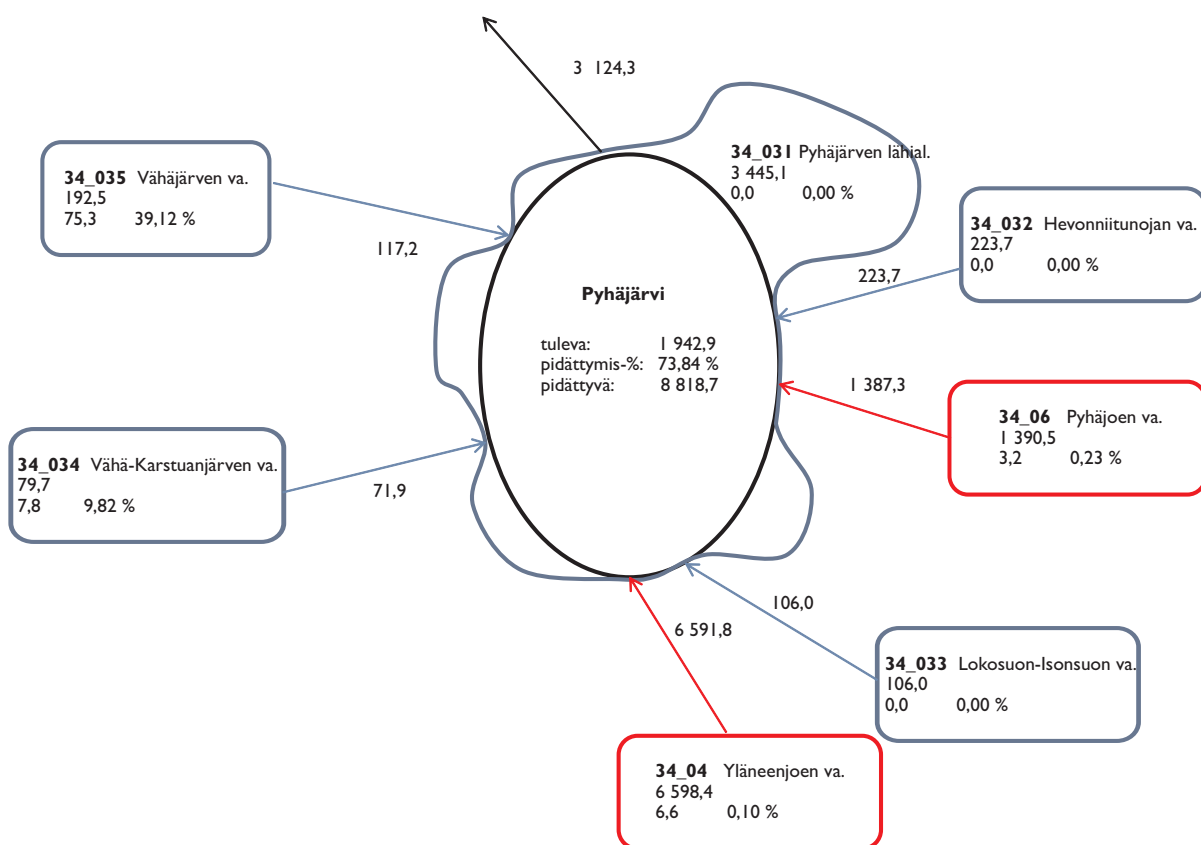 3 124,3
34_031 Pyhäjärven lähial.
3 445,1
0,0 0,00 %
34_035 Vähäjärven va.
192,5
75,3 39,12 %
117,2
34_032 Hevonniitunojan va.
223,7
0,0 0,00 %
223,7
Pyhäjärvi
tuleva: 1 942,9
pidättymis-%: 73,84 %
pidättyvä: 8 818,7
1 387,3
34_06 Pyhäjoen va.
1 390,5
3,2 0,23 %
34_034 Vähä-Karstuanjärven va.
79,7
7,8 9,82 %
71,9
106,0
6 591,8
34_033 Lokosuon-Isonsuon va.
106,0
0,0 0,00 %
34_04 Yläneenjoen va.
6 598,4
6,6 0,10 %